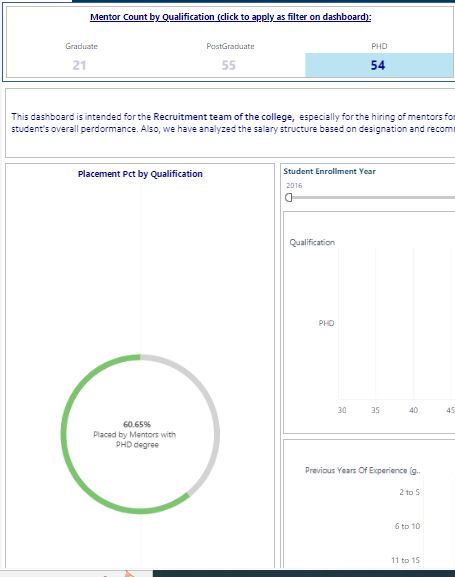 Mentor Count by Qualification (click to apply as filter on dashboard):
Graduate PostGraduate PHD
21 55 54
This dashboard is intended for the Recruitment team of the college, especially for the hiring of mentors for
student's overall perdormance. Also, we have analyzed the salary structure based on designation and recom
Placement Pct by Qualification
Student Enrollment Year
2016
Qualification
PHD
30 35 40 45
60.65%
Placed by Mentors with
PHD degree
Previous Years Of Experience (g..
2 to 5
6 to 10
11 to 15